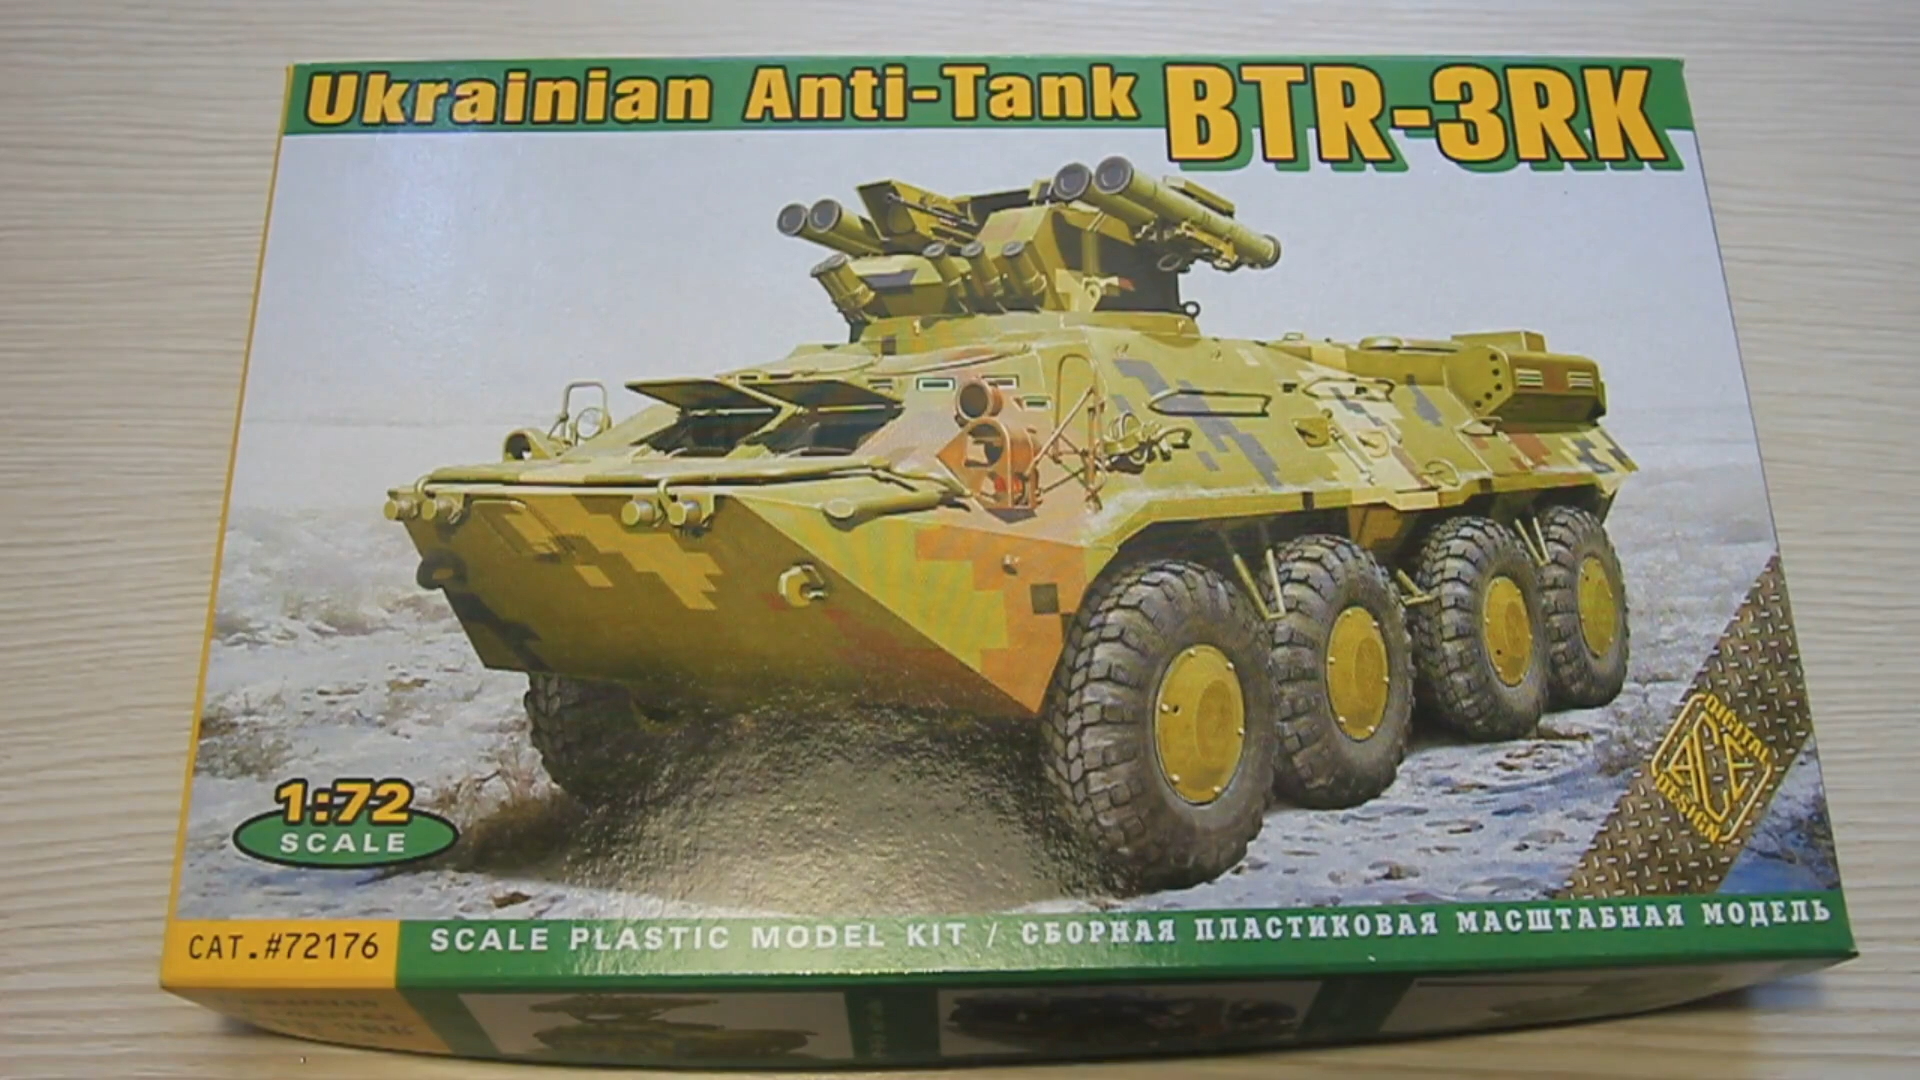 Ukrainian Anti-Tank BTR-3RK
1:72
SCALE
DIGITAL
ACE
DESIGN
CAT.#72176
SCALE PLASTIC MODEL KIT / СБОРНАЯ ПЛАСТИКОВАЯ МАСШТАБНАЯ МОДЕЛЬ